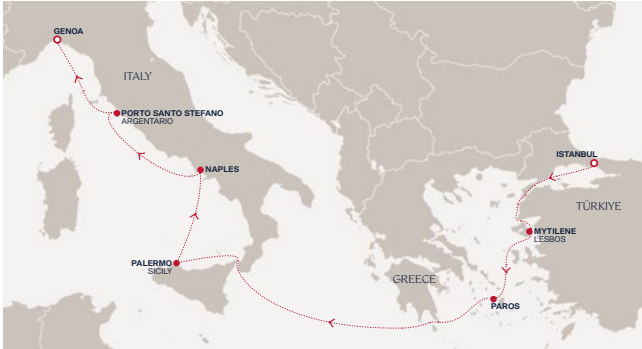 GENOA
ITALY
PORTO SANTO STEFANO
ARGENTARIO
NAPLES
ISTANBUL
TÜRKIYE
MYTILENE
LESBOS
PALERMO
SICILY
GREECE
PAROS